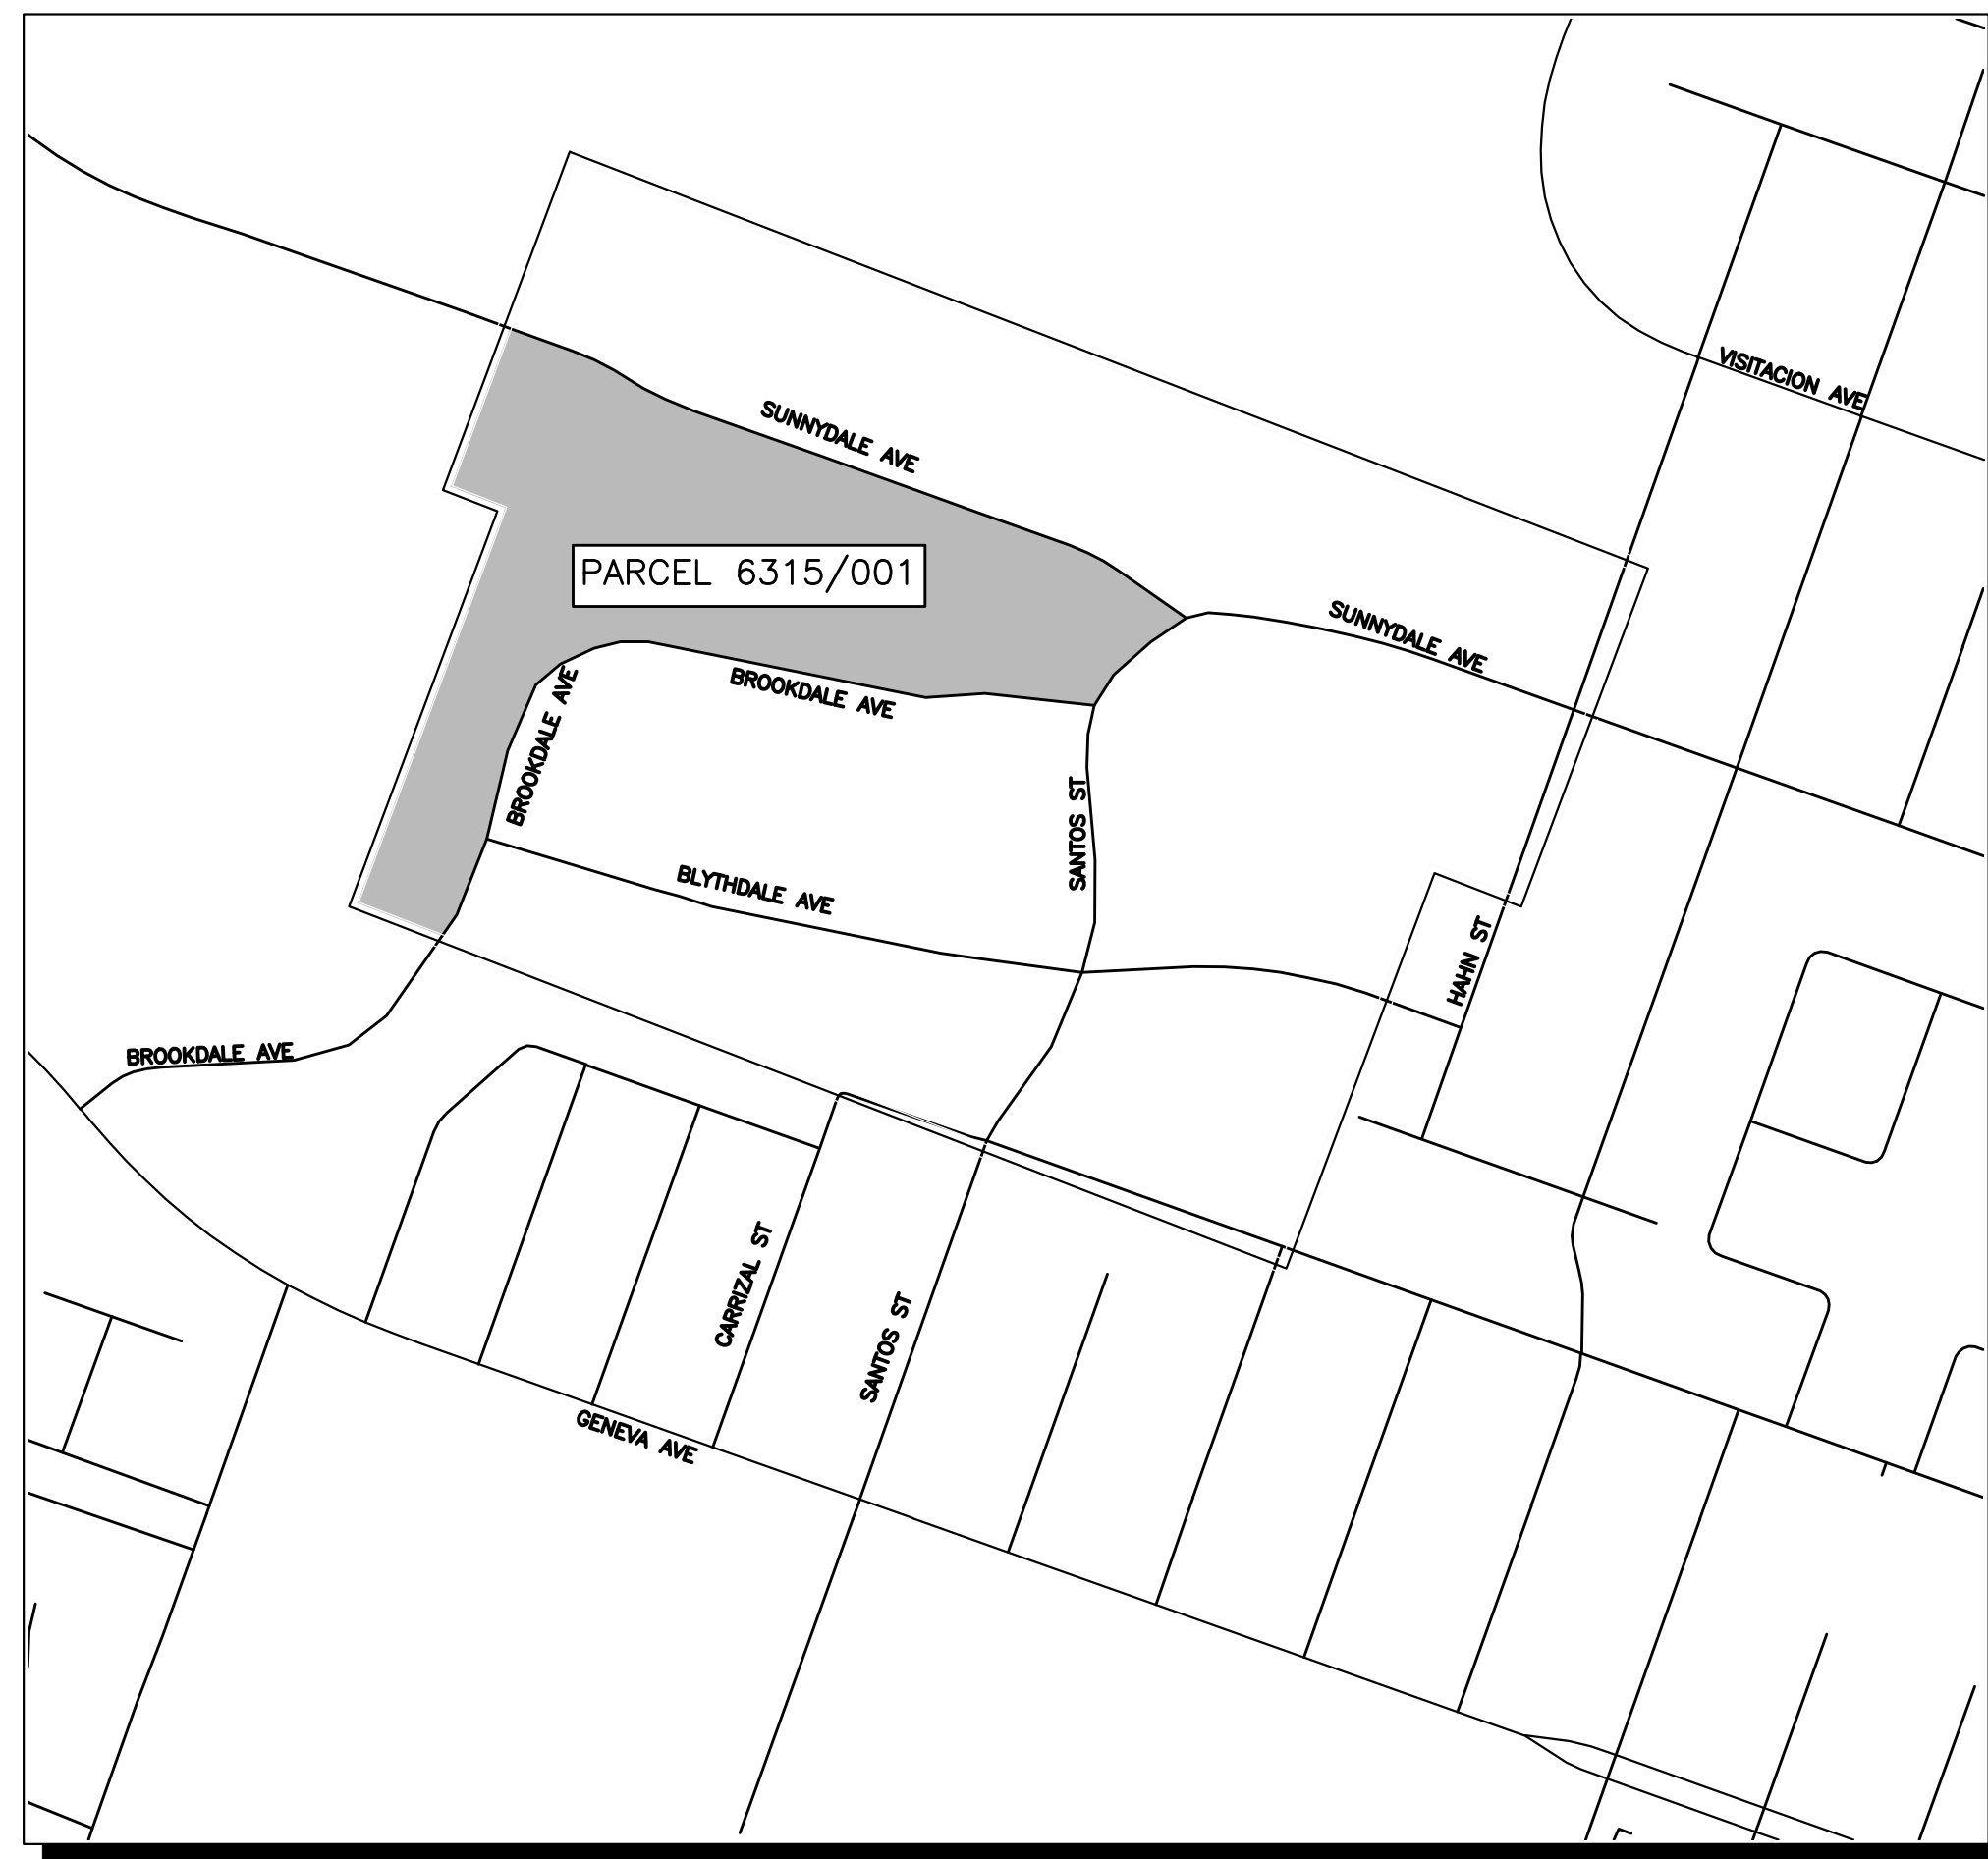 VISITACION AVE
SUNNYDALE AVE
PARCEL 6315/001
SUNNYDALE AVE
BROOKDALE AVE
BROOKDALE AVE
SANTOS ST
BLYTHDALE AVE
HAHN ST
BROOKDALE AVE
CARRIZAL ST
SANTOS ST
GENEVA AVE